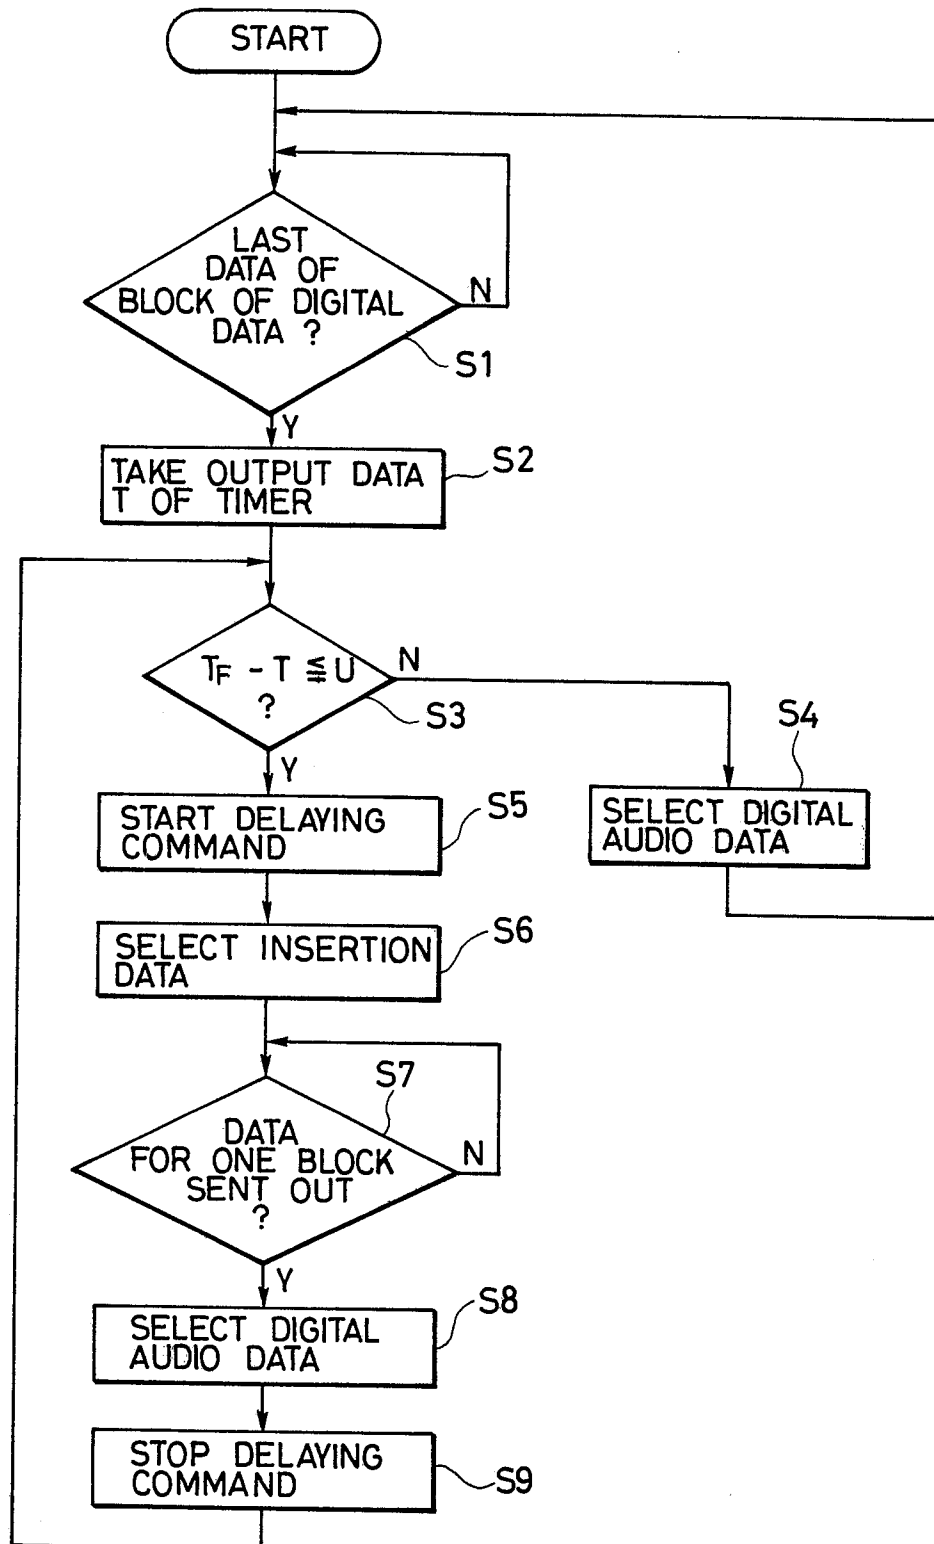 START
LAST
DATA OF
BLOCK OF DIGITAL
DATA ?
N
S1
Y
TAKE OUTPUT DATA
T OF TIMER
S2
TF - T ≦ U
?
N
S3
Y
S4
SELECT DIGITAL
AUDIO DATA
START DELAYING
COMMAND
S5
SELECT INSERTION
DATA
S6
S7
DATA
FOR ONE BLOCK
SENT OUT
?
N
Y
SELECT DIGITAL
AUDIO DATA
S8
STOP DELAYING
COMMAND
S9